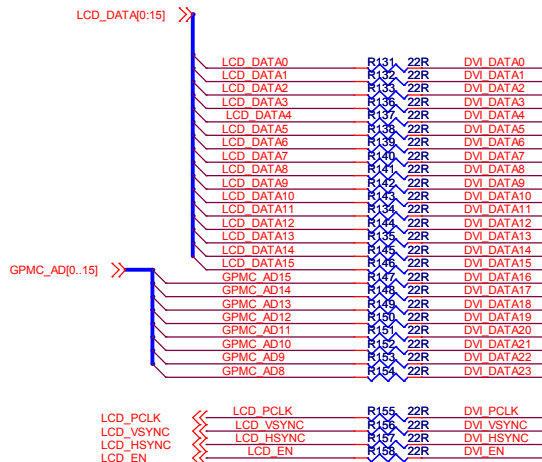 LCD_DATA[0:15]
LCD_DATA0 R131 22R DVI_DATA0
LCD_DATA1 R132 22R DVI_DATA1
LCD_DATA2 R133 22R DVI_DATA2
LCD_DATA3 R136 22R DVI_DATA3
LCD_DATA4 R137 22R DVI_DATA4
LCD_DATA5 R138 22R DVI_DATA5
LCD_DATA6 R139 22R DVI_DATA6
LCD_DATA7 R140 22R DVI_DATA7
LCD_DATA8 R141 22R DVI_DATA8
LCD_DATA9 R142 22R DVI_DATA9
LCD_DATA10 R143 22R DVI_DATA10
LCD_DATA11 R134 22R DVI_DATA11
LCD_DATA12 R144 22R DVI_DATA12
LCD_DATA13 R135 22R DVI_DATA13
LCD_DATA14 R145 22R DVI_DATA14
LCD_DATA15 R146 22R DVI_DATA15
GPMC_AD[0..15]
GPMC_AD15 R147 22R DVI_DATA16
GPMC_AD14 R148 22R DVI_DATA17
GPMC_AD13 R149 22R DVI_DATA18
GPMC_AD12 R150 22R DVI_DATA19
GPMC_AD11 R151 22R DVI_DATA20
GPMC_AD10 R152 22R DVI_DATA21
GPMC_AD9 R153 22R DVI_DATA22
GPMC_AD8 R154 22R DVI_DATA23
LCD_PCLK LCD_PCLK R155 22R DVI_PCLK
LCD_VSYNC LCD_VSYNC R156 22R DVI_VSYNC
LCD_HSYNC LCD_HSYNC R157 22R DVI_HSYNC
LCD_EN LCD_EN R158 22R DVI_EN